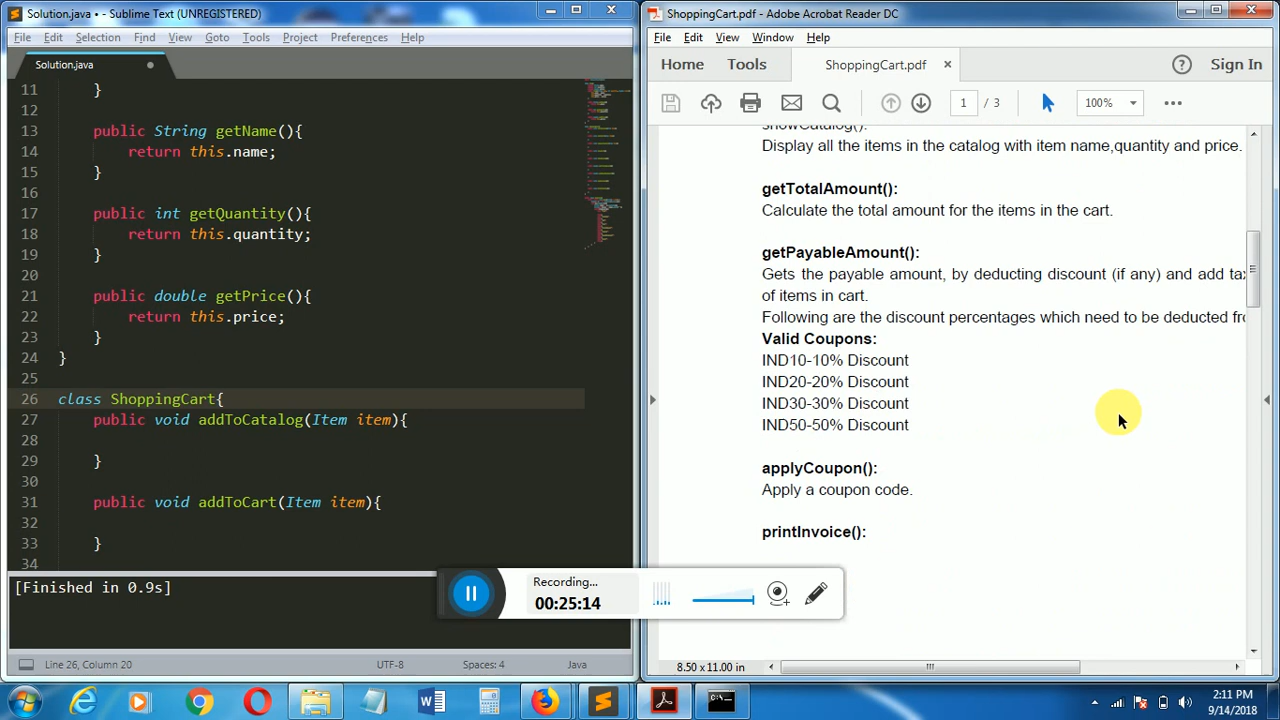 Solution.java • - Sublime Text (UNREGISTERED)
File Edit Selection Find View Goto Tools Project Preferences Help
Solution.java
11 }
12
13 public String getName(){
14 return this.name;
15 }
16
17 public int getQuantity(){
18 return this.quantity;
19 }
20
21 public double getPrice(){
22 return this.price;
23 }
24 }
25
26 class ShoppingCart{
27 public void addToCatalog(Item item){
28
29 }
30
31 public void addToCart(Item item){
32
33 }
34
[Finished in 0.9s]
Line 26, Column 20 UTF-8 Spaces: 4 Java
ShoppingCart.pdf - Adobe Acrobat Reader DC
File Edit View Window Help
Home Tools ShoppingCart.pdf × Sign In
1 / 3 100%
showCatalog():
Display all the items in the catalog with item name,quantity and price.
getTotalAmount():
Calculate the total amount for the items in the cart.
getPayableAmount():
Gets the payable amount, by deducting discount (if any) and add tax
of items in cart.
Following are the discount percentages which need to be deducted fro
Valid Coupons:
IND10-10% Discount
IND20-20% Discount
IND30-30% Discount
IND50-50% Discount
applyCoupon():
Apply a coupon code.
printInvoice():
8.50 x 11.00 in
Recording...
00:25:14
2:11 PM
9/14/2018